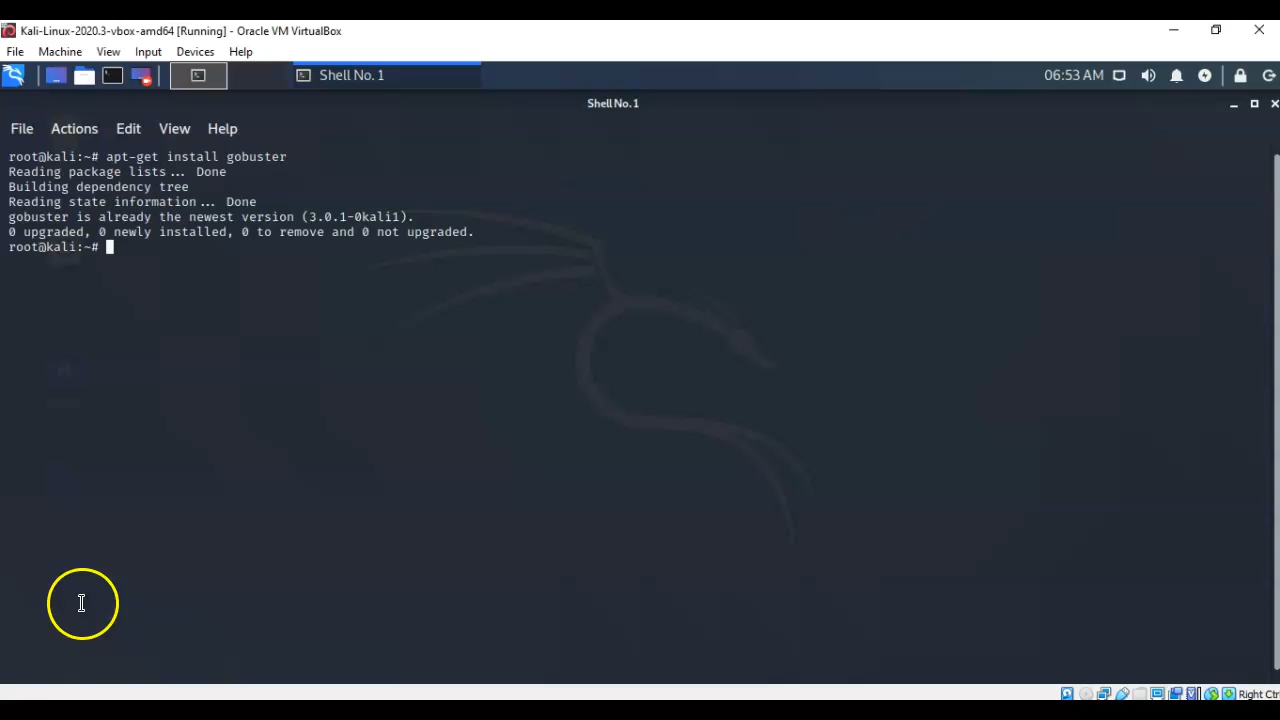 Kali-Linux-2020.3-vbox-amd64 [Running] - Oracle VM VirtualBox
File Machine View Input Devices Help
Shell No. 1
06:53 AM
Shell No. 1
File Actions Edit View Help
root@kali:~# apt-get install gobuster
Reading package lists... Done
Building dependency tree
Reading state information... Done
gobuster is already the newest version (3.0.1-0kali1).
0 upgraded, 0 newly installed, 0 to remove and 0 not upgraded.
root@kali:~#
Right Ctr